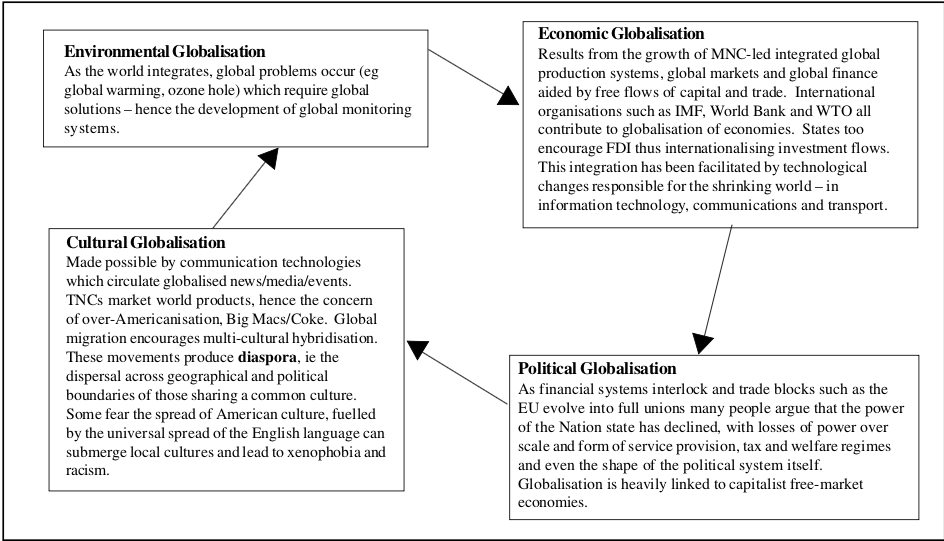 Environmental Globalisation
As the world integrates, global problems occur (eg
global warming, ozone hole) which require global
solutions – hence the development of global monitoring
systems.
Economic Globalisation
Results from the growth of MNC-led integrated global
production systems, global markets and global finance
aided by free flows of capital and trade. International
organisations such as IMF, World Bank and WTO all
contribute to globalisation of economies. States too
encourage FDI thus internationalising investment flows.
This integration has been facilitated by technological
changes responsible for the shrinking world – in
information technology, communications and transport.
Cultural Globalisation
Made possible by communication technologies
which circulate globalised news/media/events.
TNCs market world products, hence the concern
of over-Americanisation, Big Macs/Coke. Global
migration encourages multi-cultural hybridisation.
These movements produce diaspora, ie the
dispersal across geographical and political
boundaries of those sharing a common culture.
Some fear the spread of American culture, fuelled
by the universal spread of the English language can
submerge local cultures and lead to xenophobia and
racism.
Political Globalisation
As financial systems interlock and trade blocks such as the
EU evolve into full unions many people argue that the power
of the Nation state has declined, with losses of power over
scale and form of service provision, tax and welfare regimes
and even the shape of the political system itself.
Globalisation is heavily linked to capitalist free-market
economies.